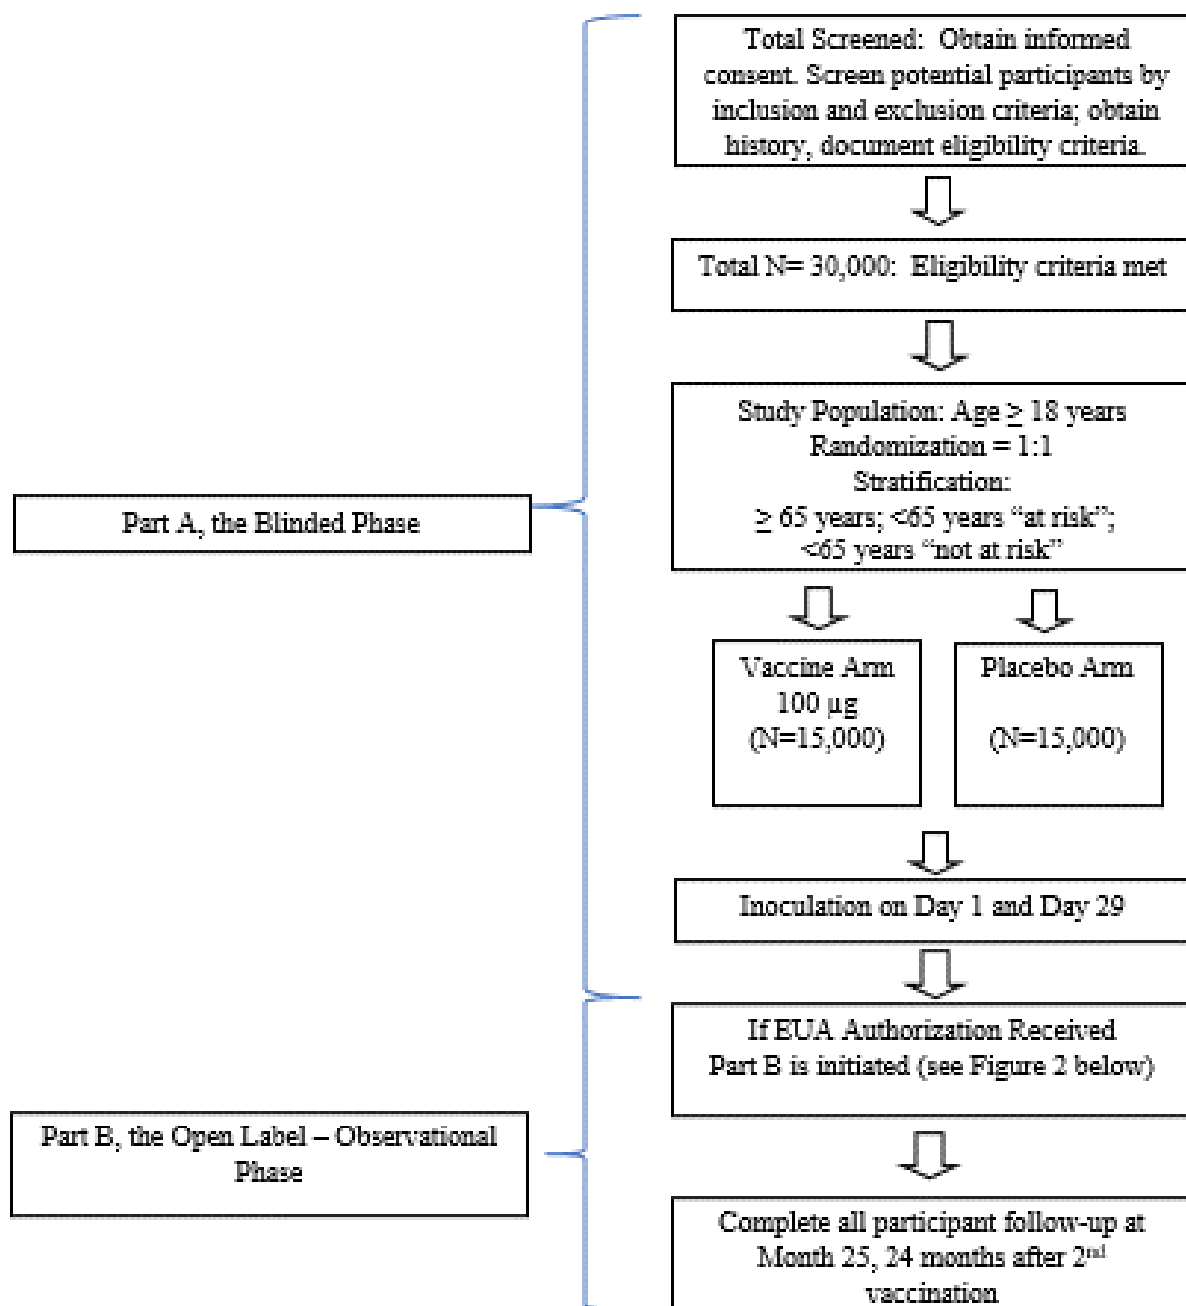 Total Screened: Obtain informed
consent. Screen potential participants by
inclusion and exclusion criteria; obtain
history, document eligibility criteria.
Total N= 30,000: Eligibility criteria met
Study Population: Age ≥ 18 years
Randomization = 1:1
Stratification:
≥ 65 years; <65 years “at risk”;
<65 years “not at risk”
Part A, the Blinded Phase
Vaccine Arm
100 µg
(N=15,000)
Placebo Arm
(N=15,000)
Inoculation on Day 1 and Day 29
If EUA Authorization Received
Part B is initiated (see Figure 2 below)
Part B, the Open Label – Observational
Phase
Complete all participant follow-up at
Month 25, 24 months after 2nd
vaccination